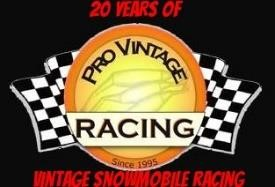 20 YEARS OF
PRO VINTAGE
RACING
Since 1995
VINTAGE SNOWMOBILE RACING